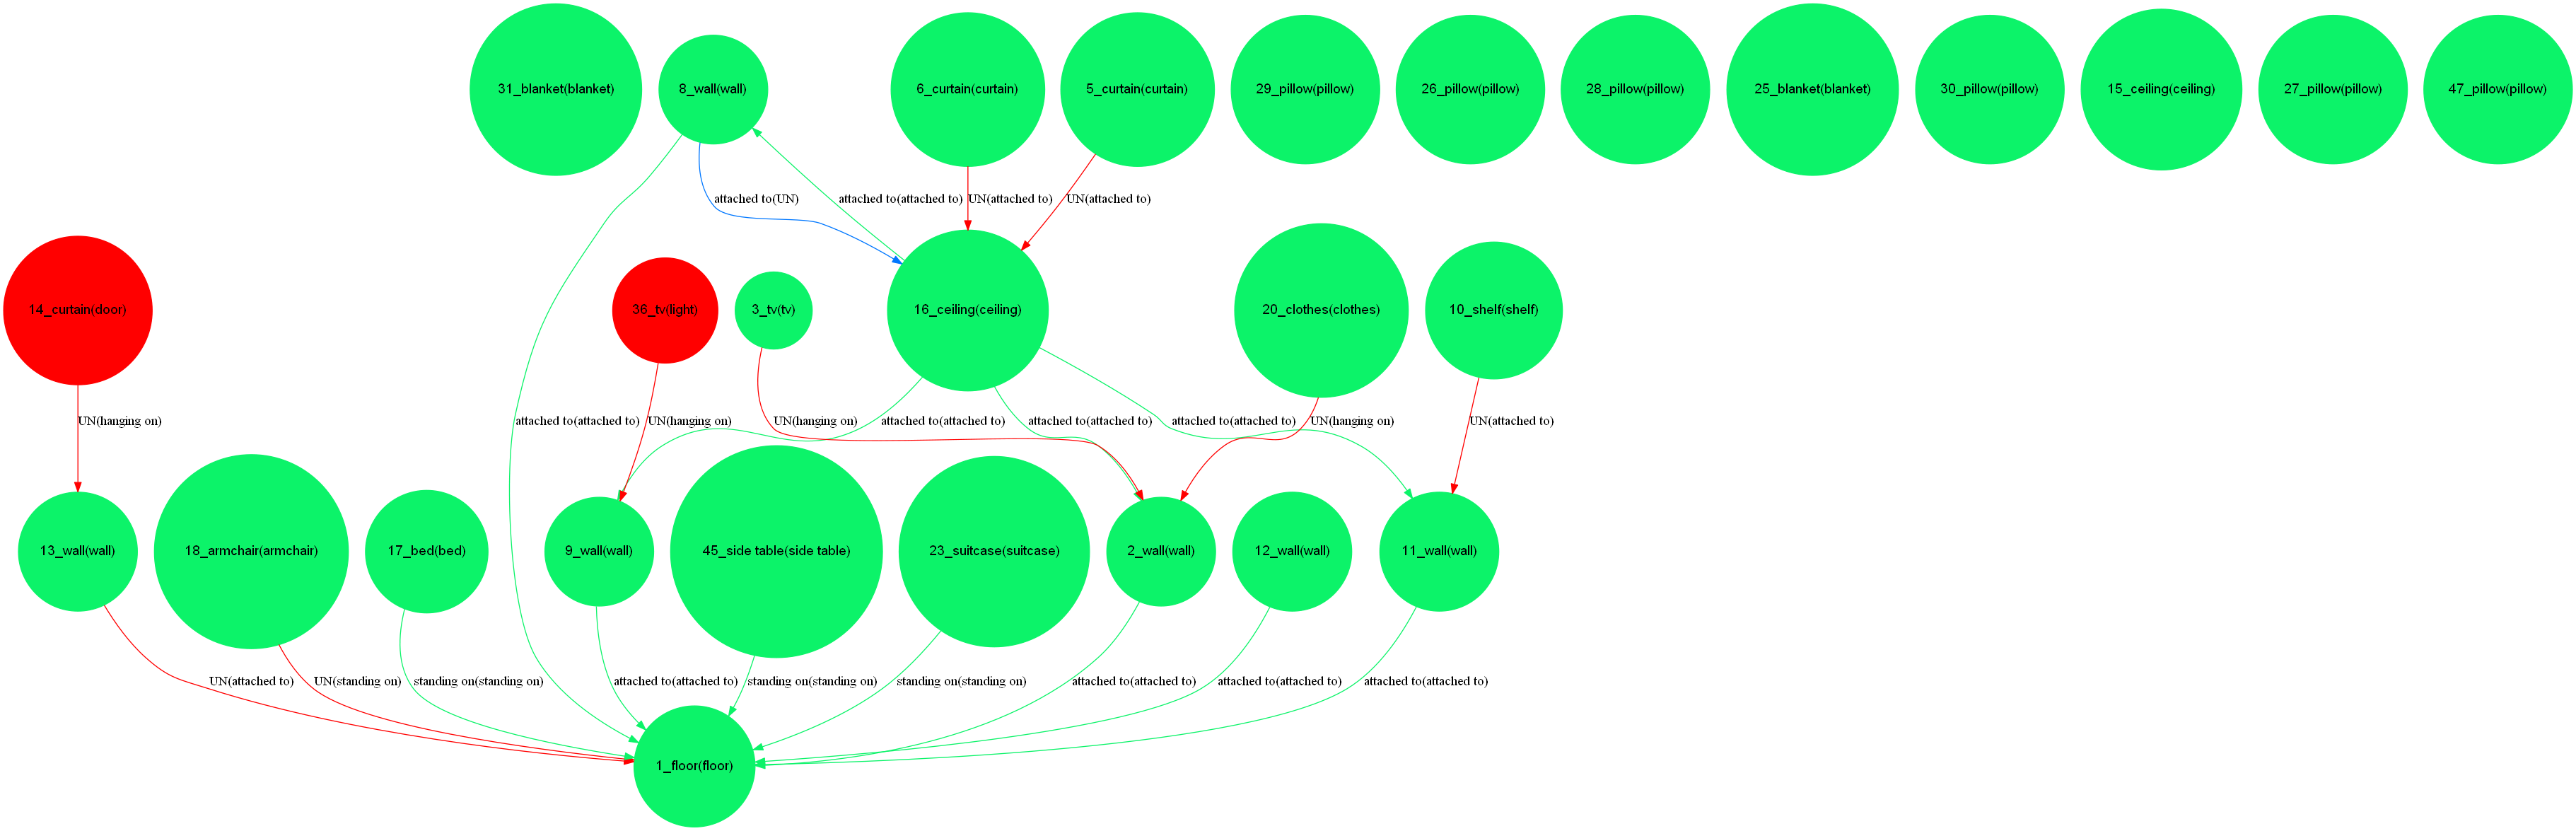 31_blanket(blanket)
8_wall(wall)
6_curtain(curtain)
5_curtain(curtain)
29_pillow(pillow)
26_pillow(pillow)
28_pillow(pillow)
25_blanket(blanket)
30_pillow(pillow)
15_ceiling(ceiling)
27_pillow(pillow)
47_pillow(pillow)
attached to(UN)
attached to(attached to)
UN(attached to)
UN(attached to)
14_curtain(door)
36_tv(light)
3_tv(tv)
16_ceiling(ceiling)
20_clothes(clothes)
10_shelf(shelf)
UN(hanging on)
attached to(attached to)
UN(hanging on)
UN(hanging on)
attached to(attached to)
attached to(attached to)
attached to(attached to)
UN(hanging on)
UN(attached to)
13_wall(wall)
18_armchair(armchair)
17_bed(bed)
9_wall(wall)
45_side table(side table)
23_suitcase(suitcase)
2_wall(wall)
12_wall(wall)
11_wall(wall)
UN(attached to)
UN(standing on)
standing on(standing on)
attached to(attached to)
standing on(standing on)
standing on(standing on)
attached to(attached to)
attached to(attached to)
attached to(attached to)
1_floor(floor)